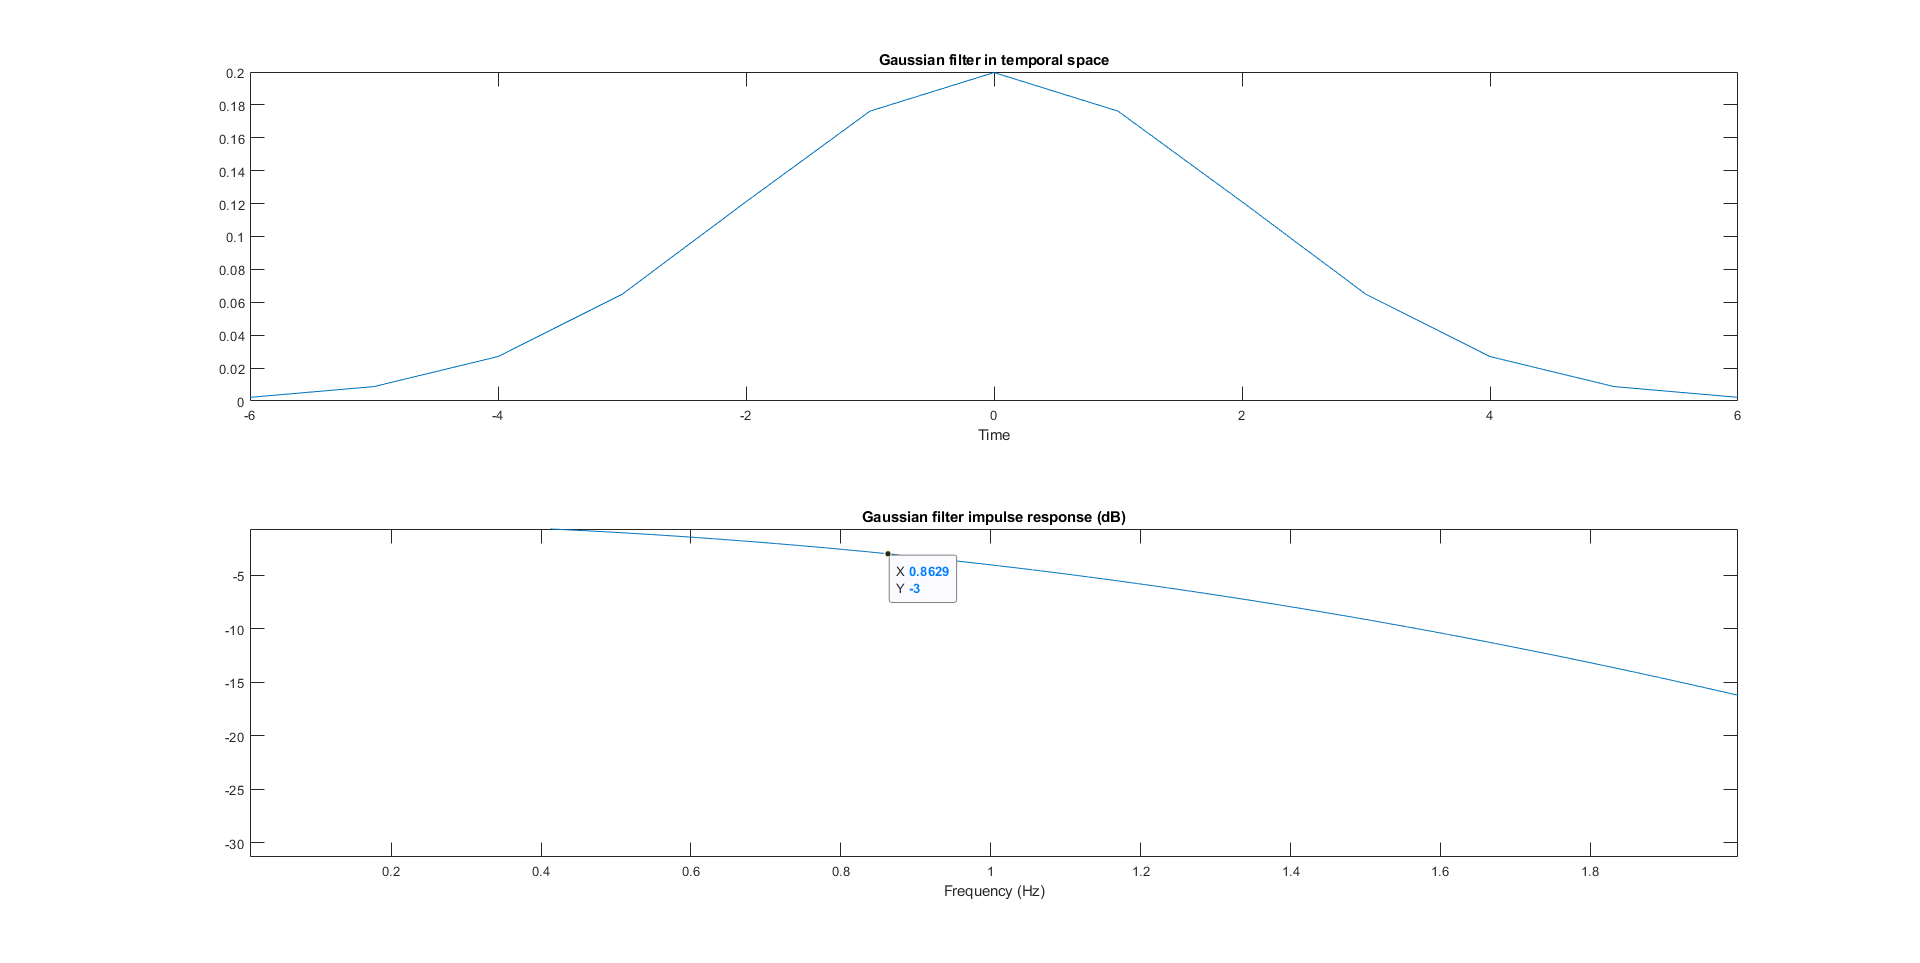 Gaussian filter in temporal space
0.2
0.18
0.16
0.14
0.12
0.1
0.08
0.06
0.04
0.02
0
-6 -4 -2 0 2 4 6
Time
Gaussian filter impulse response (dB)
X 0.8629
Y -3
-5
-10
-15
-20
-25
-30
0.2 0.4 0.6 0.8 1 1.2 1.4 1.6 1.8
Frequency (Hz)